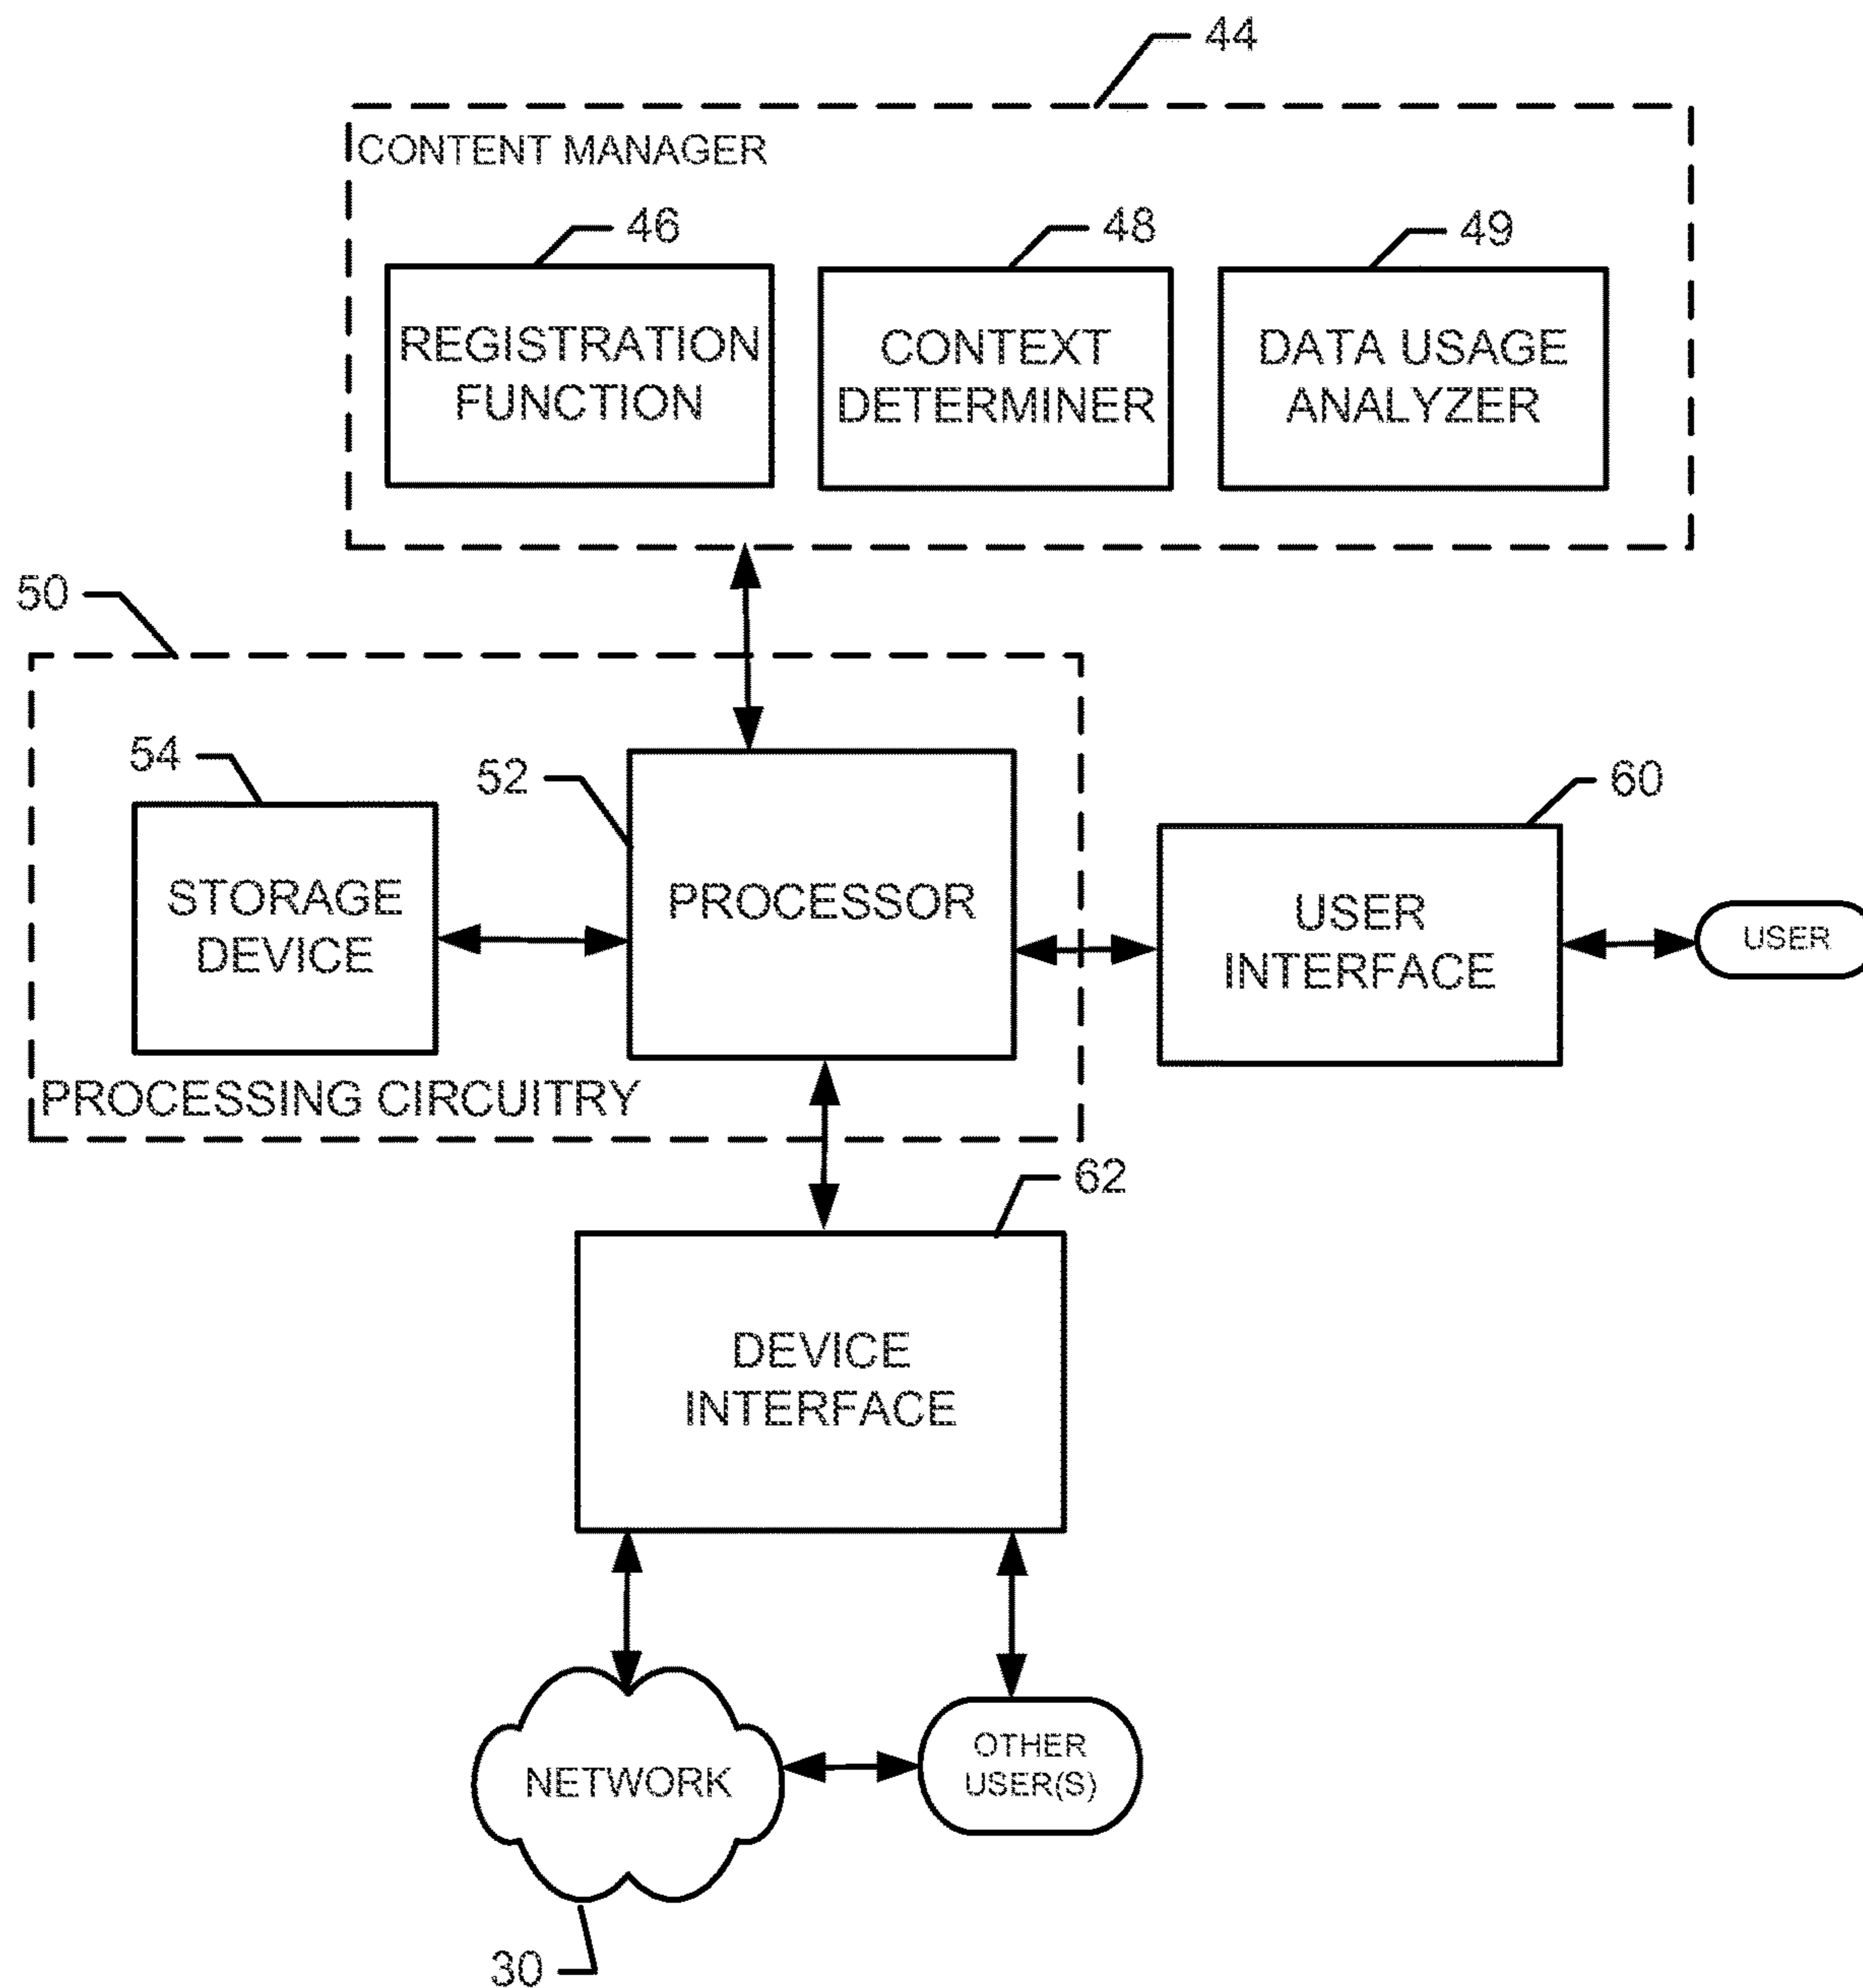 44
CONTENT MANAGER
46
48
49
REGISTRATION
FUNCTION
CONTEXT
DETERMINER
DATA USAGE
ANALYZER
50
54
52
60
STORAGE
DEVICE
PROCESSOR
USER
INTERFACE
USER
PROCESSING CIRCUITRY
62
DEVICE
INTERFACE
NETWORK
OTHER
USER(S)
30